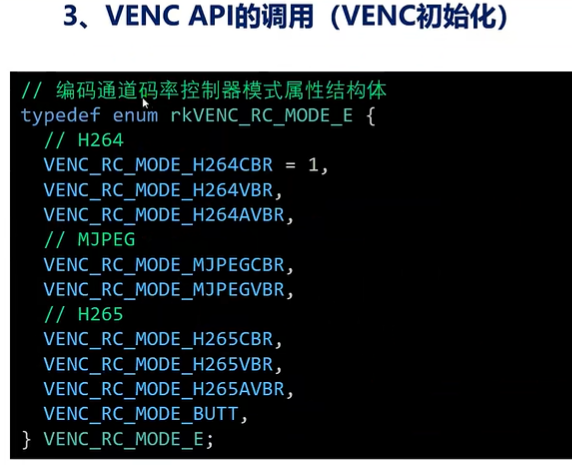 3、VENC API的调用（VENC初始化）
// 编码通道码率控制器模式属性结构体
typedef enum rkVENC_RC_MODE_E {
  // H264
  VENC_RC_MODE_H264CBR = 1,
  VENC_RC_MODE_H264VBR,
  VENC_RC_MODE_H264AVBR,
  // MJPEG
  VENC_RC_MODE_MJPEGCBR,
  VENC_RC_MODE_MJPEGVBR,
  // H265
  VENC_RC_MODE_H265CBR,
  VENC_RC_MODE_H265VBR,
  VENC_RC_MODE_H265AVBR,
  VENC_RC_MODE_BUTT,
} VENC_RC_MODE_E;